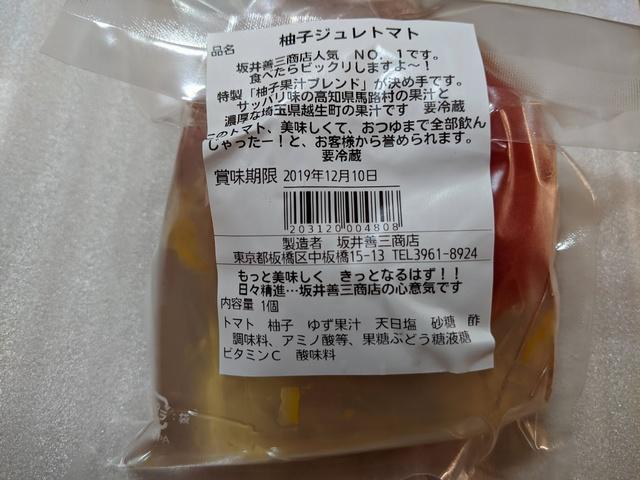 品名 柚子ジュレトマト
坂井善三商店人気 NO．1です。
食べたらビックリしますよ～！
特製「柚子果汁ブレンド」が決め手です。
サッパリ味の高知県馬路村の果汁と
濃厚な埼玉県越生町の果汁です 要冷蔵
このトマト、美味しくて、おつゆまで全部飲ん
じゃったー！と、お客様から誉められます。
要冷蔵
賞味期限 2019年12月10日
203120004808
製造者 坂井善三商店
東京都板橋区中板橋15-13 TEL3961-8924
もっと美味しく きっとなるはず！！
日々精進…坂井善三商店の心意気です
内容量 1個
トマト 柚子 ゆず果汁 天日塩 砂糖 酢
調味料、アミノ酸等、果糖ぶどう糖液糖
ビタミンC 酸味料
袋